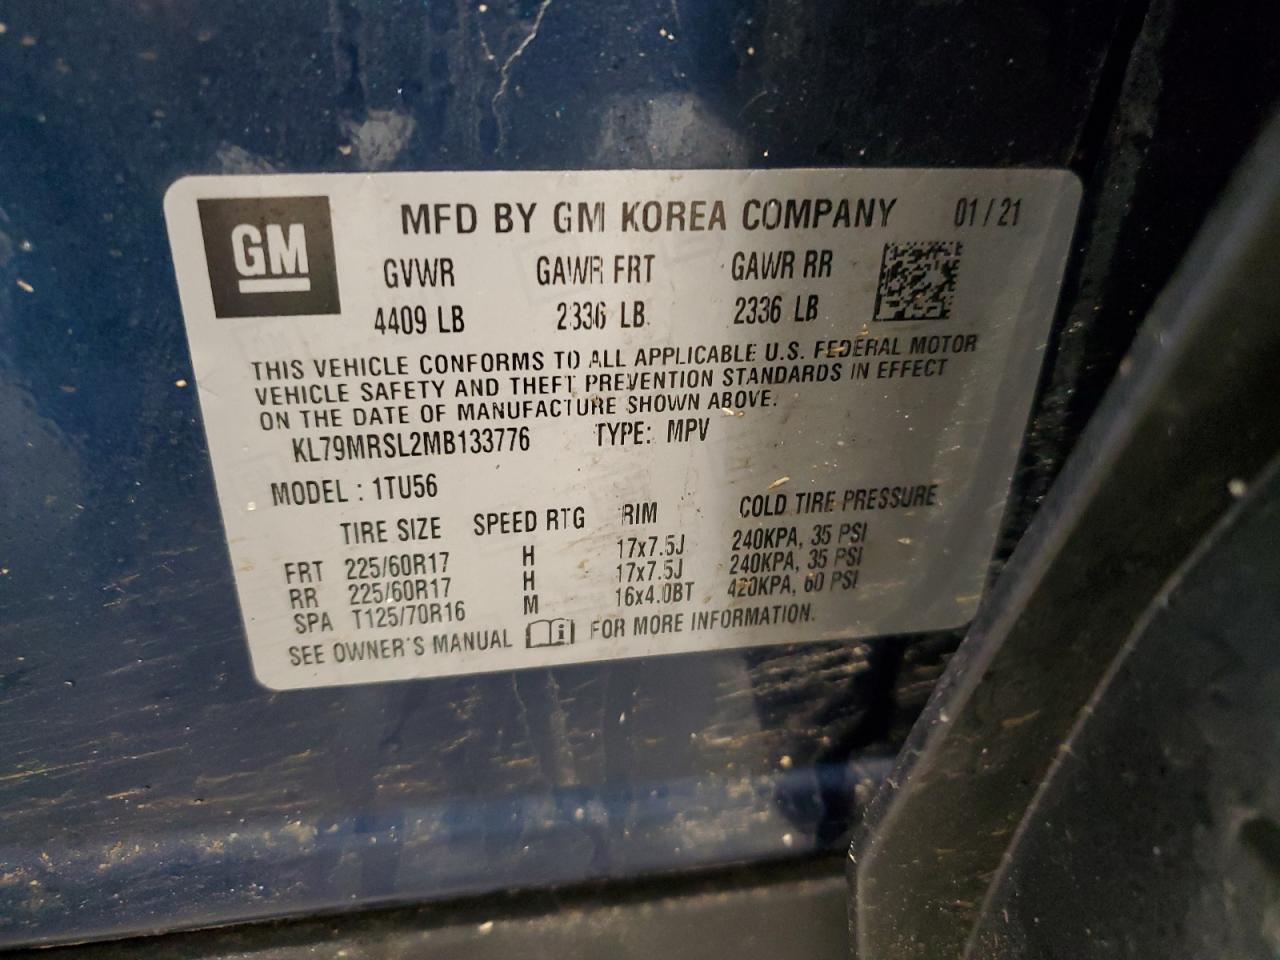 GM
MFD BY GM KOREA COMPANY 01/21
GVWR GAWR FRT GAWR RR
4409 LB 2336 LB 2336 LB
THIS VEHICLE CONFORMS TO ALL APPLICABLE U.S. FEDERAL MOTOR
VEHICLE SAFETY AND THEFT PREVENTION STANDARDS IN EFFECT
ON THE DATE OF MANUFACTURE SHOWN ABOVE.
KL79MRSL2MB133776 TYPE: MPV
MODEL : 1TU56
TIRE SIZE SPEED RTG RIM COLD TIRE PRESSURE
FRT 225/60R17 H 17x7.5J 240KPA, 35 PSI
RR 225/60R17 H 17x7.5J 240KPA, 35 PSI
SPA T125/70R16 M 16x4.0BT 420KPA, 60 PSI
SEE OWNER'S MANUAL i FOR MORE INFORMATION.